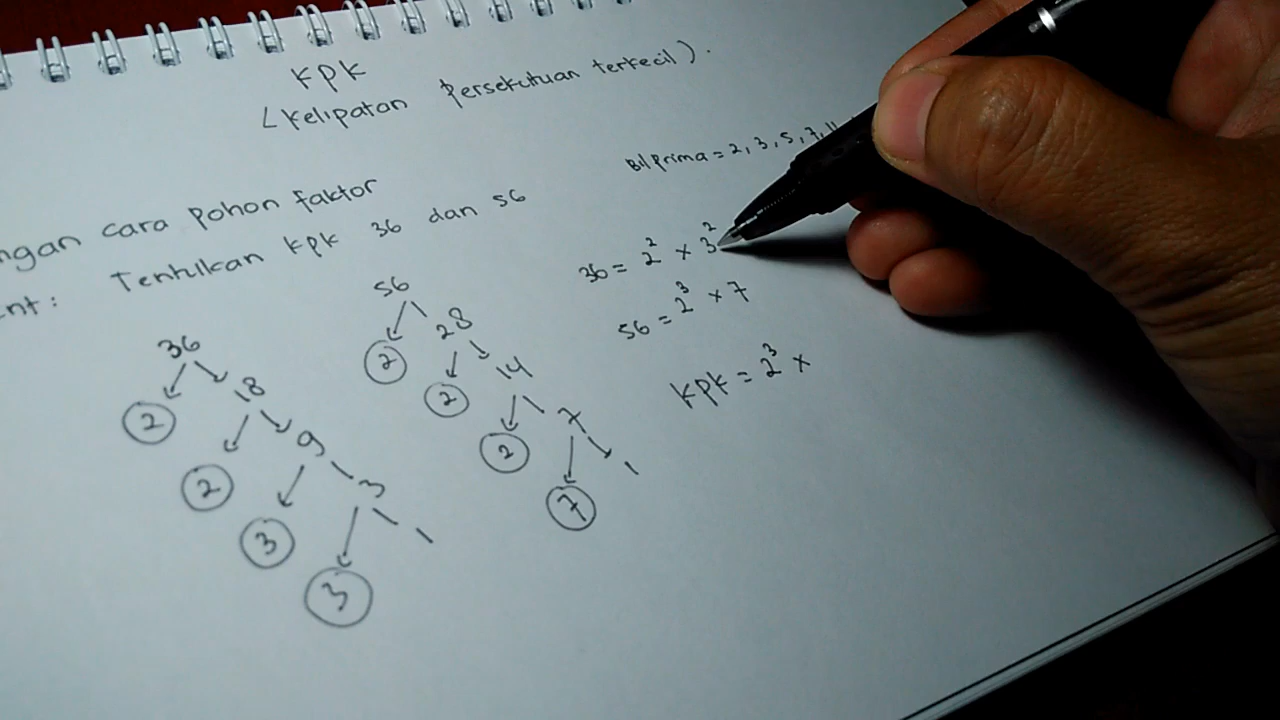 KPK
(Kelipatan Persekutuan terkecil).
Bil prima = 2, 3, 5, 7, 11
cara pohon faktor
Tentukan KPK 36 dan 56
36
2 18
2 9
3 3
3 1
56
2 28
2 14
2 7
7 1
36 = 2² × 3²
56 = 2³ × 7
KPK = 2³ ×